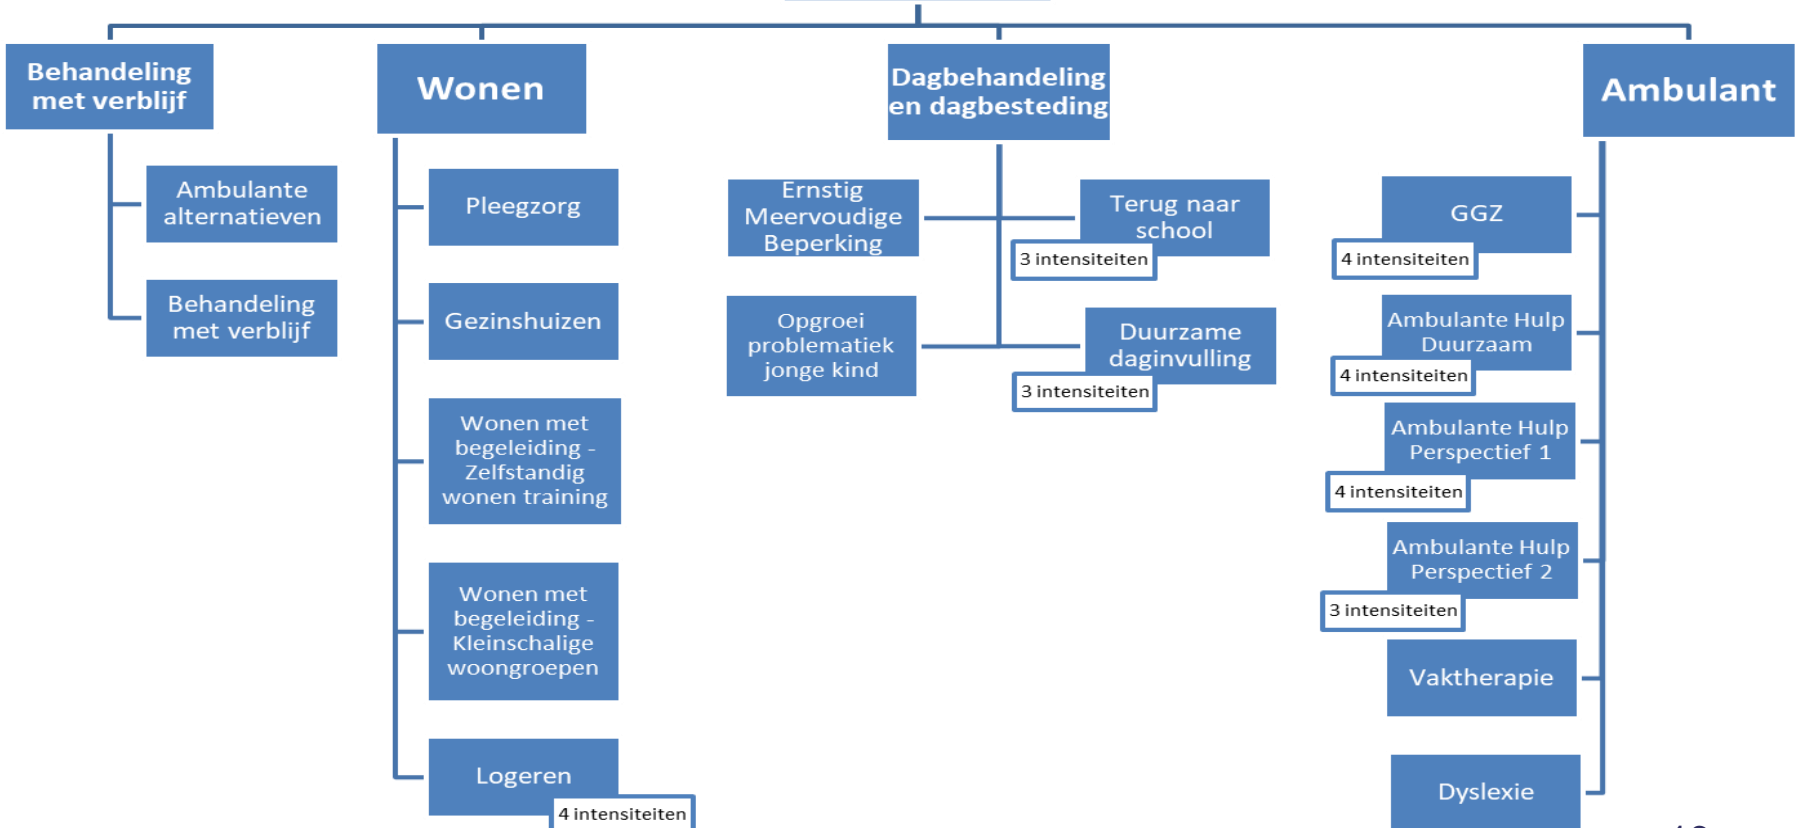 Behandeling
met verblijf
Ambulante
alternatieven
Behandeling
met verblijf
Wonen
Pleegzorg
Gezinshuizen
Wonen met
begeleiding -
Zelfstandig
wonen training
Wonen met
begeleiding -
Kleinschalige
woongroepen
Logeren
4 intensiteiten
Dagbehandeling
en dagbesteding
Ernstig
Meervoudige
Beperking
Terug naar
school
3 intensiteiten
Opgroei
problematiek
jonge kind
Duurzame
daginvulling
3 intensiteiten
Ambulant
GGZ
4 intensiteiten
Ambulante Hulp
Duurzaam
4 intensiteiten
Ambulante Hulp
Perspectief 1
4 intensiteiten
Ambulante Hulp
Perspectief 2
3 intensiteiten
Vaktherapie
Dyslexie